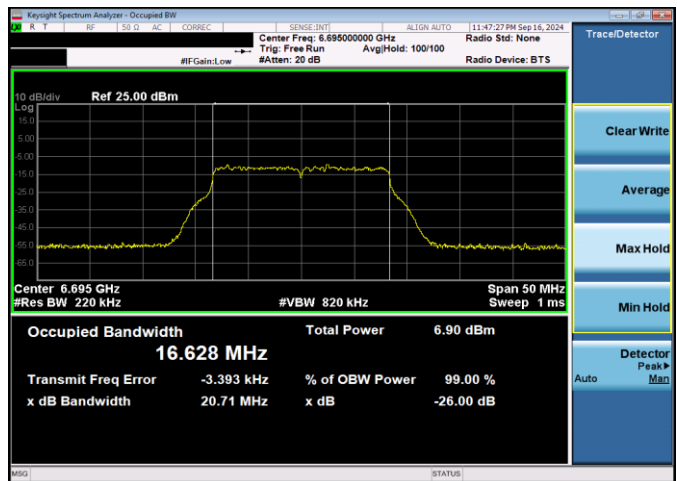 Keysight Spectrum Analyzer - Occupied BW
R T RF 50 Ω AC CORREC SENSE:INT ALIGN AUTO 11:47:27 PM Sep 16, 2024
Center Freq: 6.695000000 GHz Radio Std: None
Trig: Free Run Avg|Hold: 100/100
#IFGain:Low #Atten: 20 dB Radio Device: BTS
10 dB/div Ref 25.00 dBm
Log
15.0
5.00
-5.00
-15.0
-25.0
-35.0
-45.0
-55.0
-65.0
Center 6.695 GHz Span 50 MHz
#Res BW 220 kHz #VBW 820 kHz Sweep 1 ms
Occupied Bandwidth Total Power 6.90 dBm
16.628 MHz
Transmit Freq Error -3.393 kHz % of OBW Power 99.00 %
x dB Bandwidth 20.71 MHz x dB -26.00 dB
MSG STATUS
Trace/Detector
Clear Write
Average
Max Hold
Min Hold
Detector
Peak▶
Auto Man